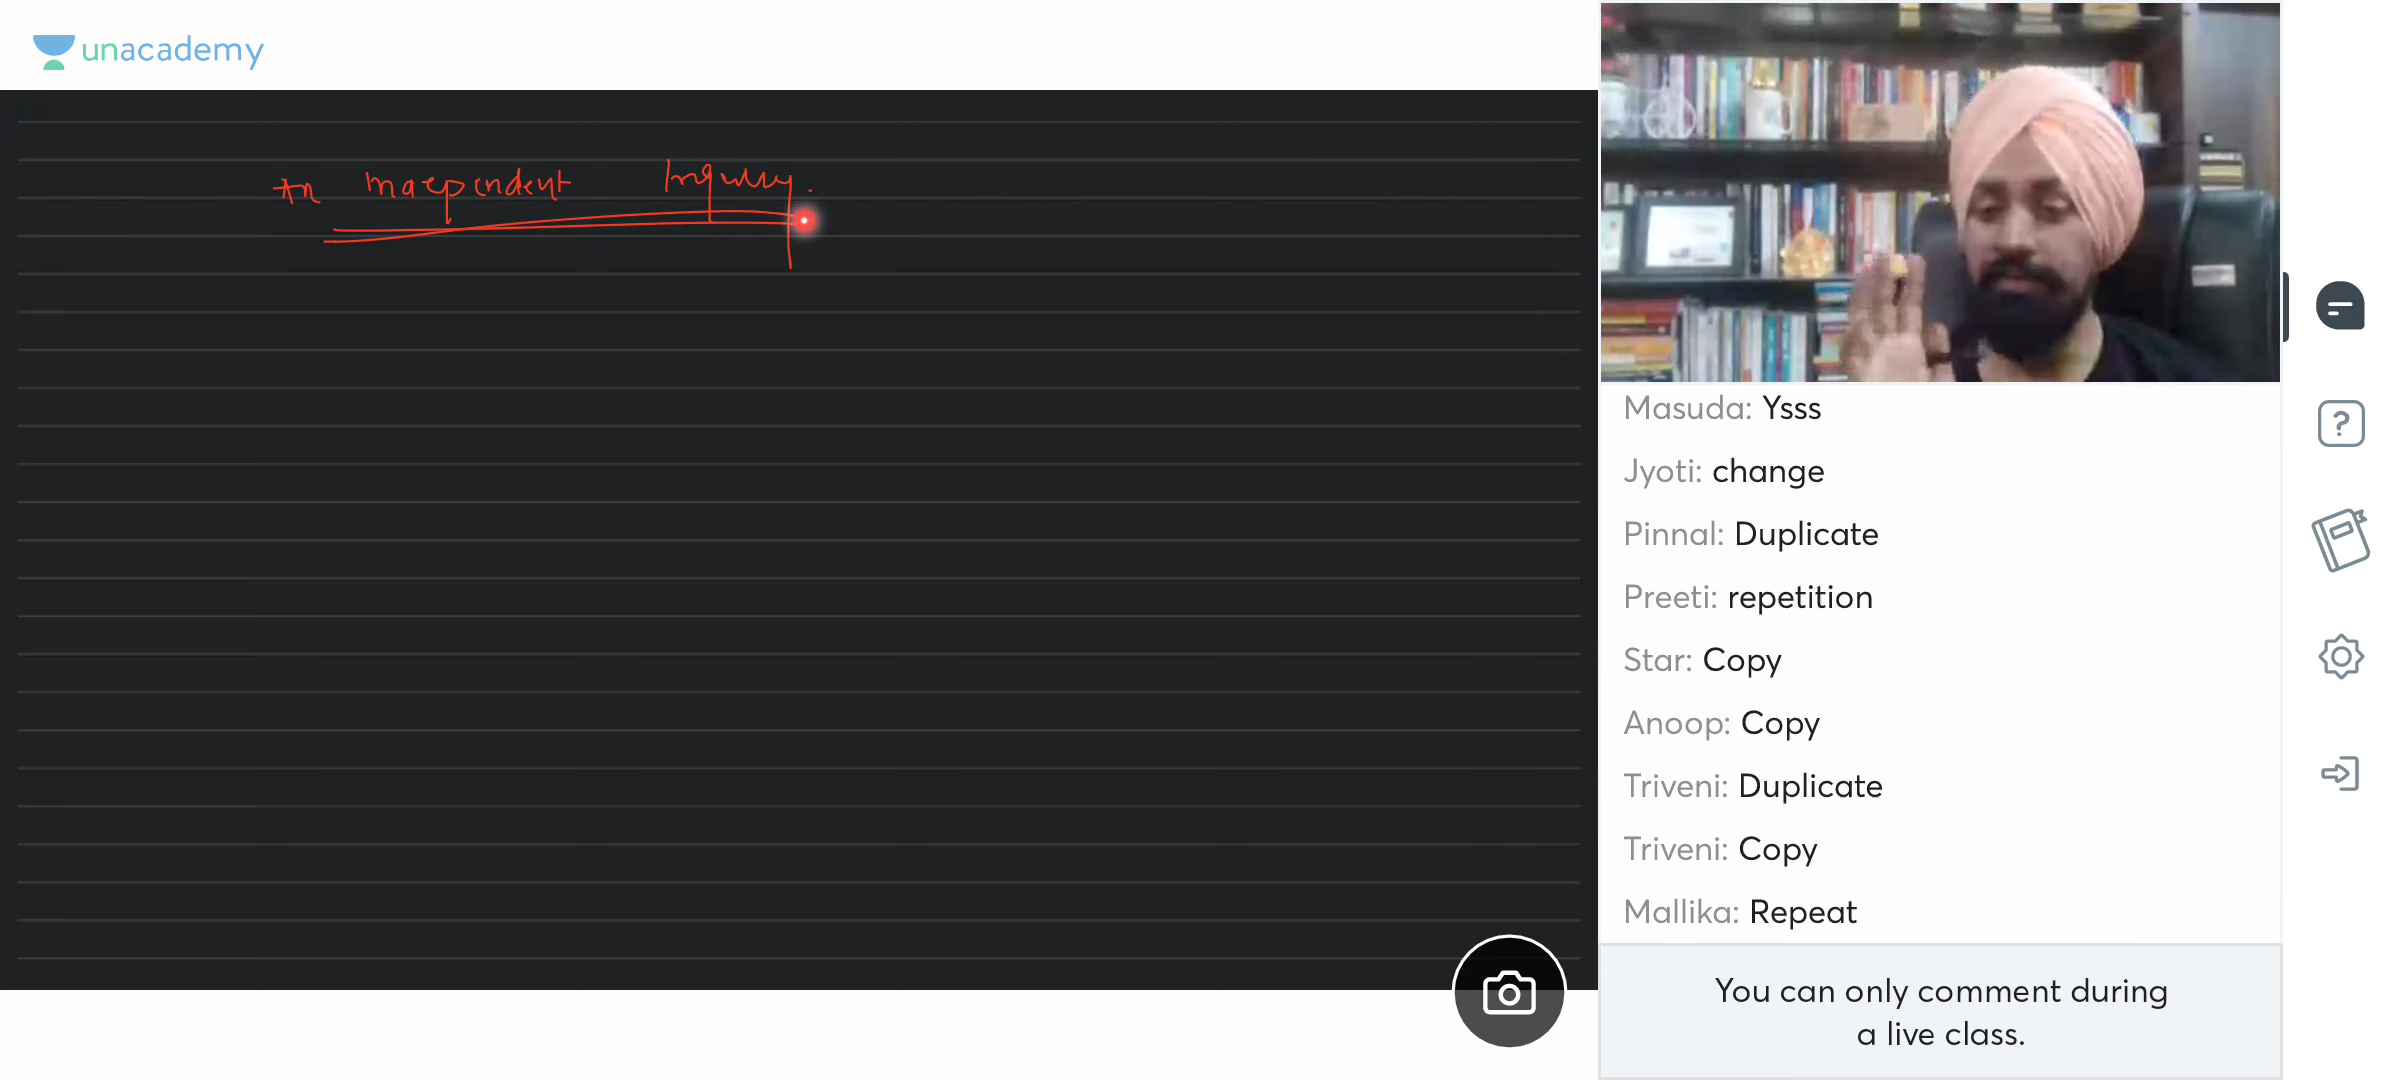 unacademy
An independent Inquiry.
Masuda: Ysss
Jyoti: change
Pinnal: Duplicate
Preeti: repetition
Star: Copy
Anoop: Copy
Triveni: Duplicate
Triveni: Copy
Mallika: Repeat
You can only comment during
a live class.